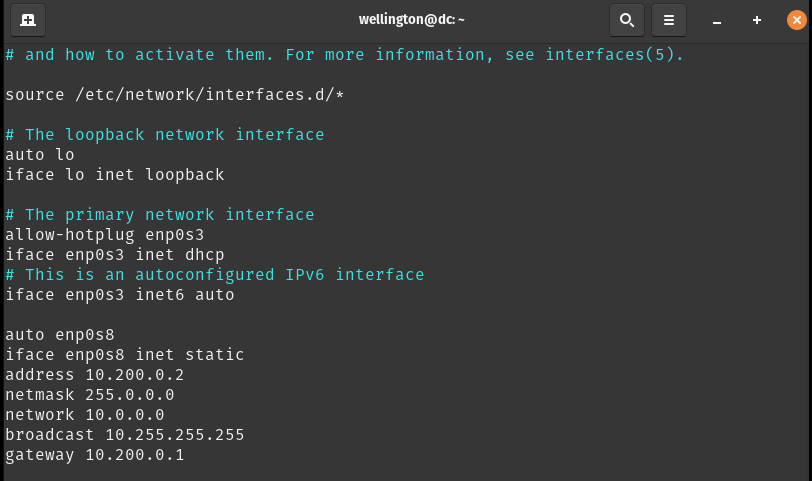 wellington@dc: ~
# and how to activate them. For more information, see interfaces(5).
source /etc/network/interfaces.d/*
# The loopback network interface
auto lo
iface lo inet loopback
# The primary network interface
allow-hotplug enp0s3
iface enp0s3 inet dhcp
# This is an autoconfigured IPv6 interface
iface enp0s3 inet6 auto
auto enp0s8
iface enp0s8 inet static
address 10.200.0.2
netmask 255.0.0.0
network 10.0.0.0
broadcast 10.255.255.255
gateway 10.200.0.1